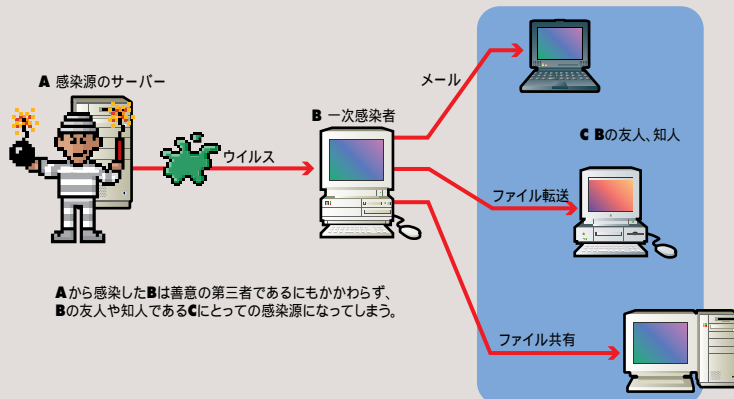 A 感染源のサーバー
ウイルス
B 一次感染者
メール
ファイル転送
ファイル共有
C Bの友人、知人
Aから感染したBは善意の第三者であるにもかかわらず、
Bの友人や知人であるCにとっての感染源になってしまう。